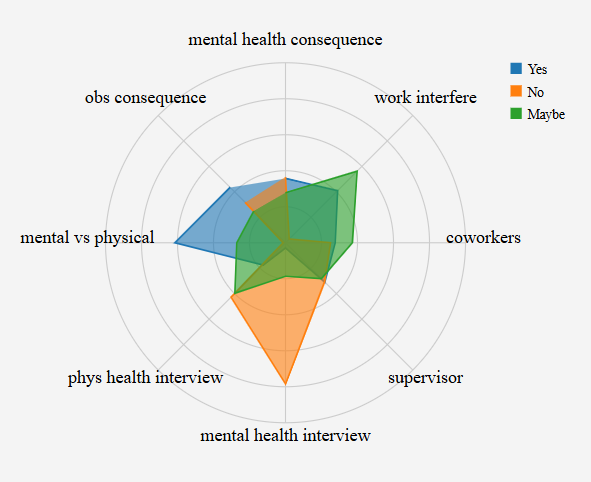 mental health consequence
obs consequence
work interfere
Yes
No
Maybe
mental vs physical
coworkers
phys health interview
supervisor
mental health interview